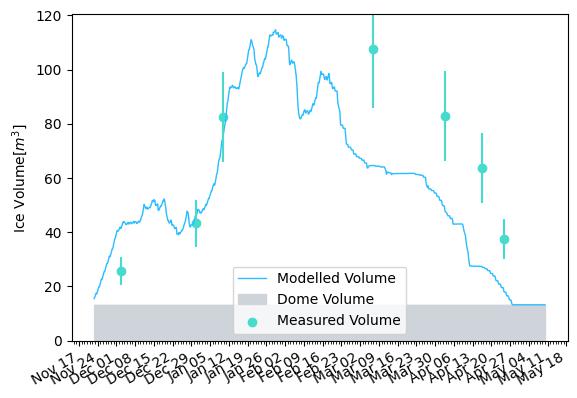 120
100
80
60
40
20
0
Ice Volume[m³]
Modelled Volume
Dome Volume
Measured Volume
Nov 17 Nov 24 Dec 01 Dec 08 Dec 15 Dec 22 Dec 29 Jan 05 Jan 12 Jan 19 Jan 26 Feb 02 Feb 09 Feb 16 Feb 23 Mar 02 Mar 09 Mar 16 Mar 23 Mar 30 Apr 06 Apr 13 Apr 20 Apr 27 May 04 May 11 May 18